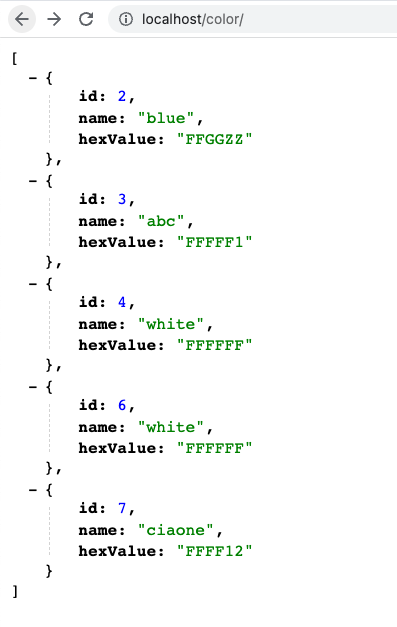 localhost/color/
[
- {
id: 2,
name: "blue",
hexValue: "FFGGZZ"
},
- {
id: 3,
name: "abc",
hexValue: "FFFFF1"
},
- {
id: 4,
name: "white",
hexValue: "FFFFFF"
},
- {
id: 6,
name: "white",
hexValue: "FFFFFF"
},
- {
id: 7,
name: "ciaone",
hexValue: "FFFF12"
}
]